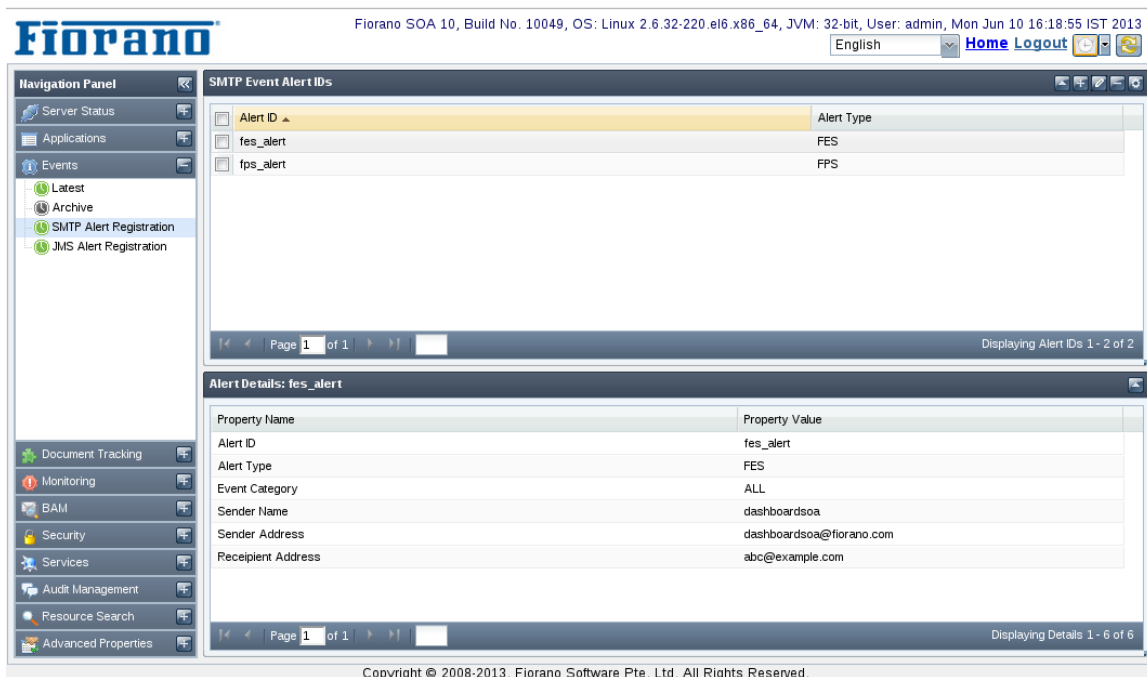 Fiorano
Fiorano SOA 10, Build No. 10049, OS: Linux 2.6.32-220.el6.x86_64, JVM: 32-bit, User: admin, Mon Jun 10 16:18:55 IST 2013
English Home Logout
Navigation Panel
Server Status
Applications
Events
Latest
Archive
SMTP Alert Registration
JMS Alert Registration
Document Tracking
Monitoring
BAM
Security
Services
Audit Management
Resource Search
Advanced Properties
SMTP Event Alert IDs
Alert ID Alert Type
fes_alert FES
fps_alert FPS
Page 1 of 1 Displaying Alert IDs 1 - 2 of 2
Alert Details: fes_alert
Property Name Property Value
Alert ID fes_alert
Alert Type FES
Event Category ALL
Sender Name dashboardsoa
Sender Address dashboardsoa@fiorano.com
Receipient Address abc@example.com
Page 1 of 1 Displaying Details 1 - 6 of 6
Copyright © 2008-2013, Fiorano Software Pte. Ltd. All Rights Reserved.